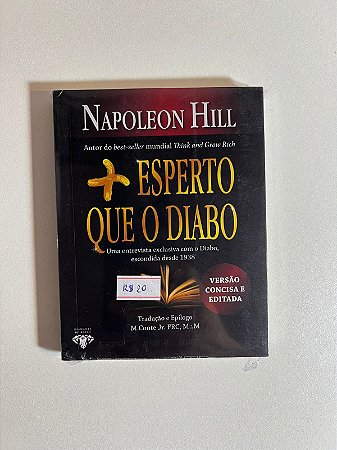 NAPOLEON HILL
Autor do best-seller mundial Think and Grow Rich
+ ESPERTO
QUE O DIABO
Uma entrevista exclusiva com o Diabo,
escondida desde 1938
VERSÃO
CONCISA E
EDITADA
R$ 20
Tradução e Epílogo
M.Conte Jr. FRC, M∴M